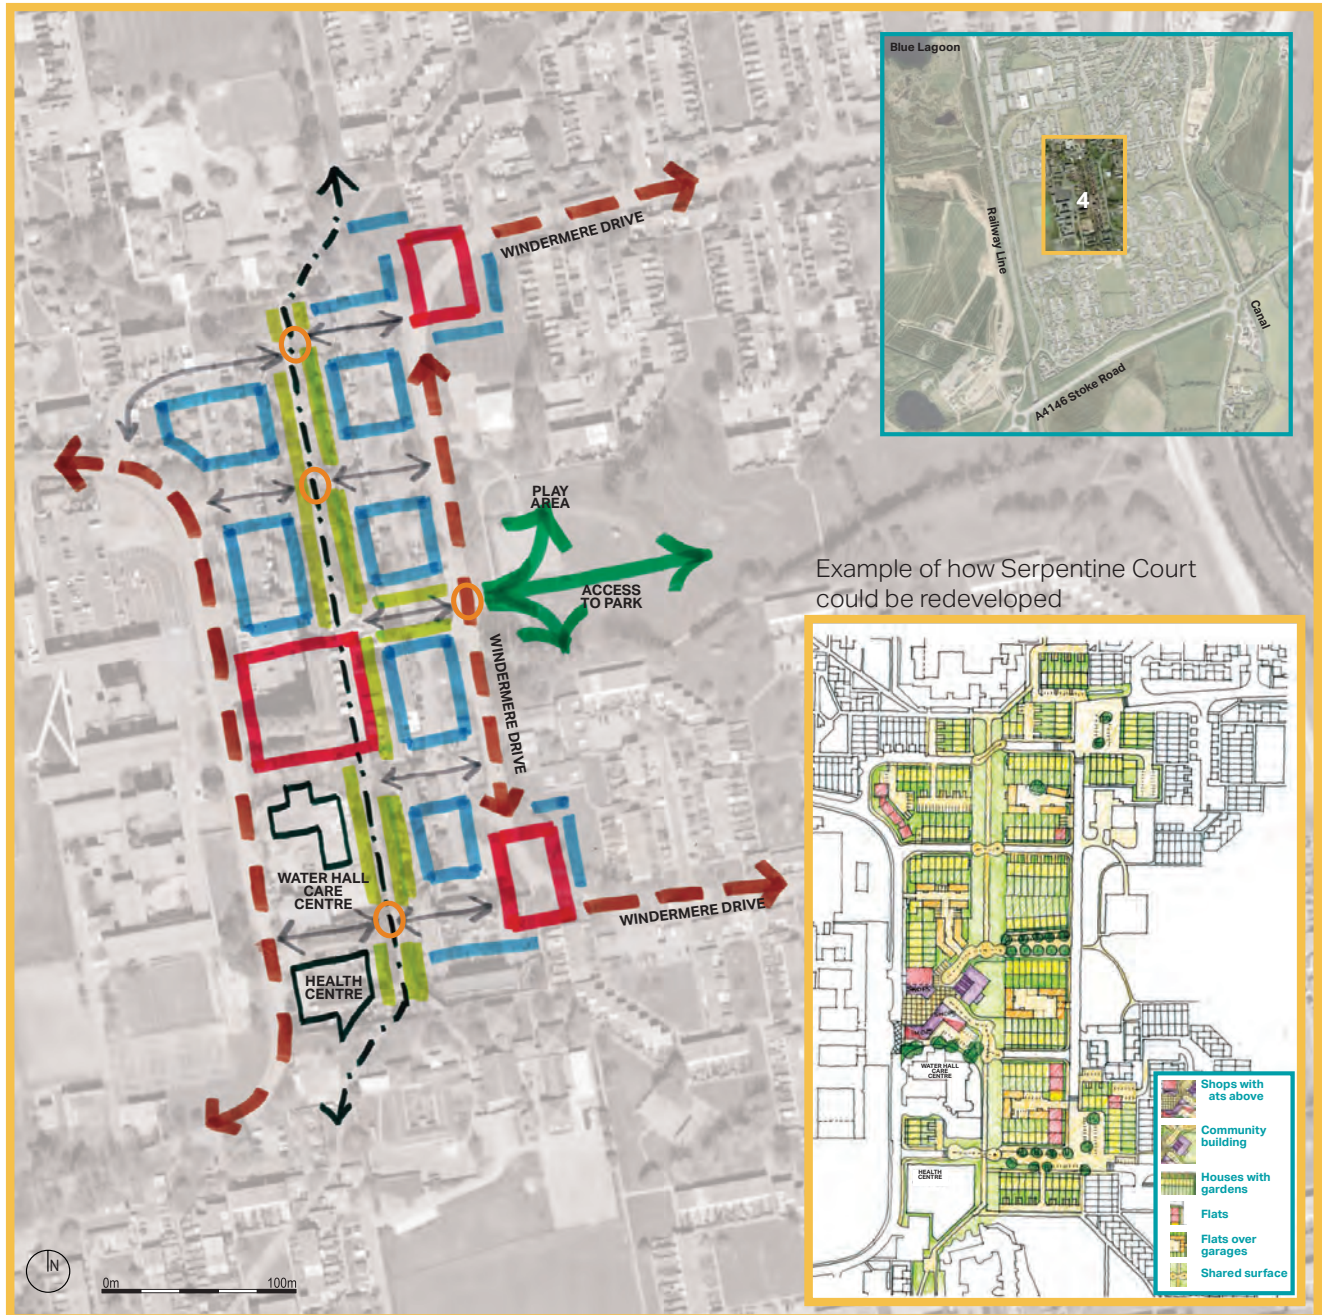 Blue Lagoon
4
Railway Line
Canal
A4146 Stoke Road
WINDERMERE DRIVE
PLAY
AREA
ACCESS
TO PARK
WINDERMERE DRIVE
WATER HALL
CARE
CENTRE
WINDERMERE DRIVE
HEALTH
CENTRE
Example of how Serpentine Court
could be redeveloped
WATER HALL
CARE
CENTRE
HEALTH
CENTRE
Shops with
ats above
Community
building
Houses with
gardens
Flats
Flats over
garages
Shared surface
N
0m 100m